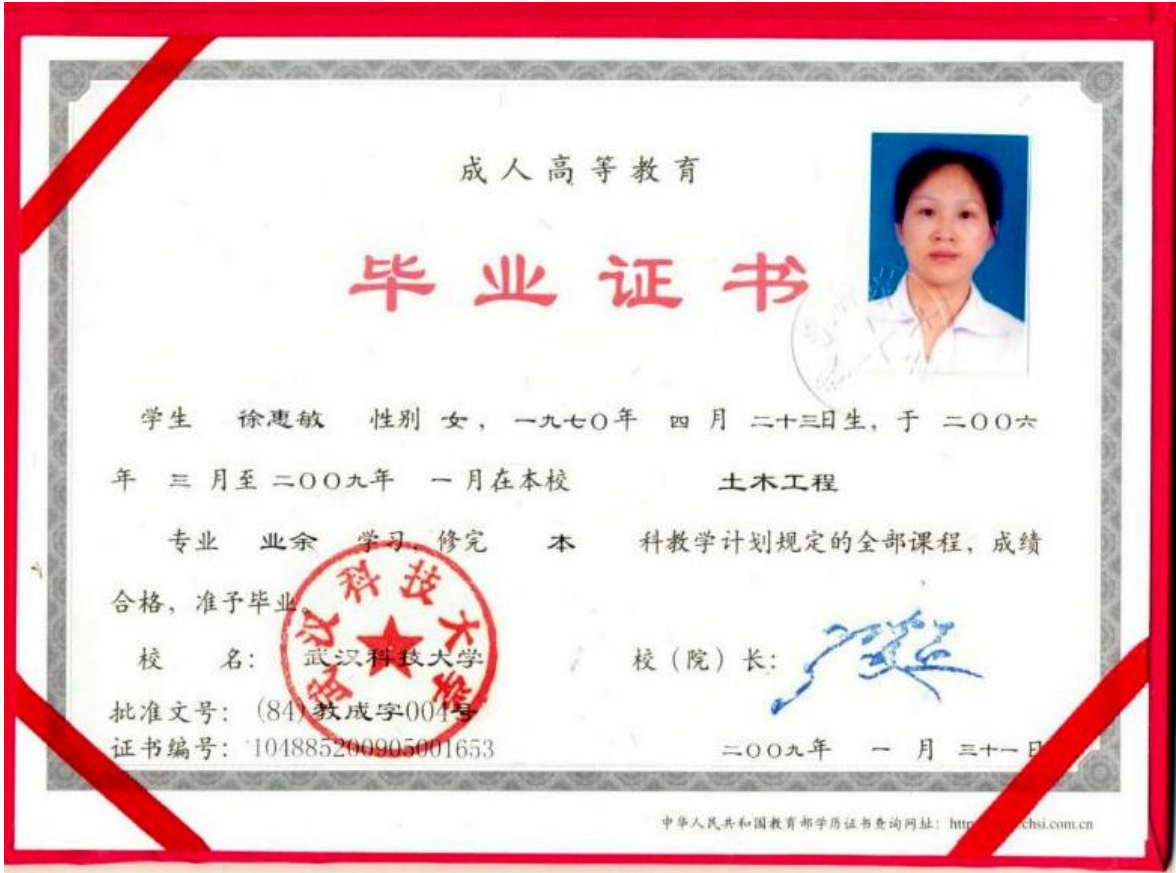 成人高等教育
毕业证书
学生 徐惠敏 性别 女，一九七〇年 四 月 二十三日生，于 二〇〇六
年 三 月至 二〇〇九年 一 月在本校 土木工程
专业 业余 学习，修完 本 科教学计划规定的全部课程，成绩
合格，准予毕业。
武汉科技大学
校 名： 武汉科技大学 校（院）长：
批准文号：(84)教成字004号
证书编号：104885200905001653 二〇〇九年 一 月 三十一日
中华人民共和国教育部学历证书查询网址：http chsi.com.cn